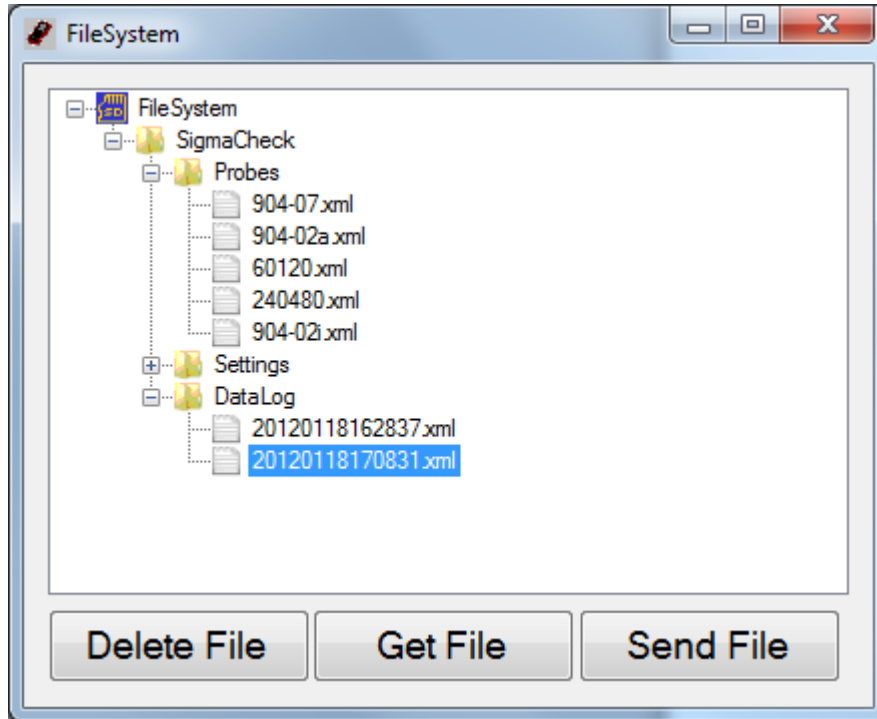 FileSystem
FileSystem
SigmaCheck
Probes
904-07.xml
904-02a.xml
60120.xml
240480.xml
904-02i.xml
Settings
DataLog
20120118162837.xml
20120118170831.xml
Delete File Get File Send File